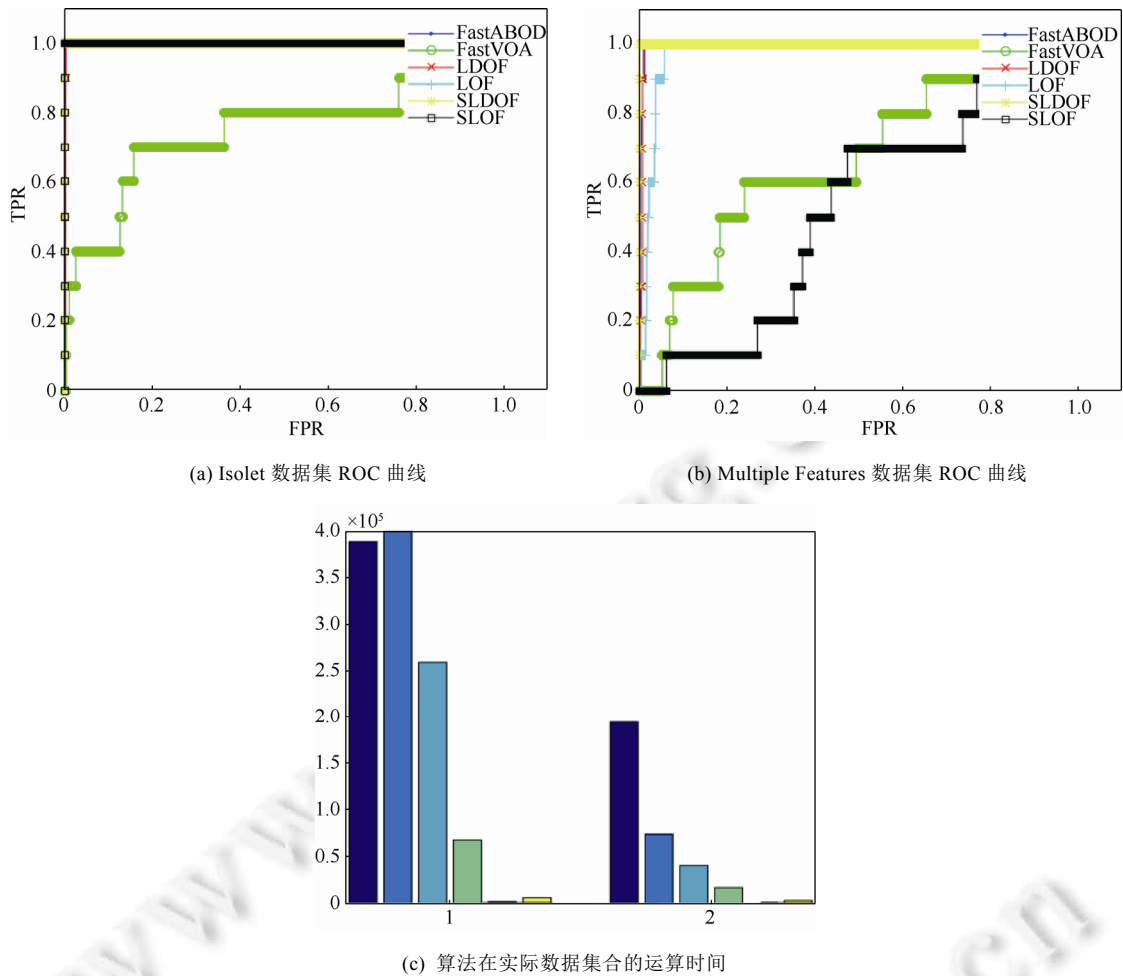 1.0
0.8
0.6
0.4
0.2
0
TPR
0
0.2
0.4
0.6
0.8
1.0
FPR
FastABOD
FastVOA
LDOF
LOF
SLDOF
SLOF
(a) Isolet 数据集 ROC 曲线
1.0
0.8
0.6
0.4
0.2
0
TPR
0
0.2
0.4
0.6
0.8
1.0
FPR
FastABOD
FastVOA
LDOF
LOF
SLDOF
SLOF
(b) Multiple Features 数据集 ROC 曲线
×10⁵
4.0
3.5
3.0
2.5
2.0
1.5
1.0
0.5
0
1
2
(c) 算法在实际数据集合的运算时间